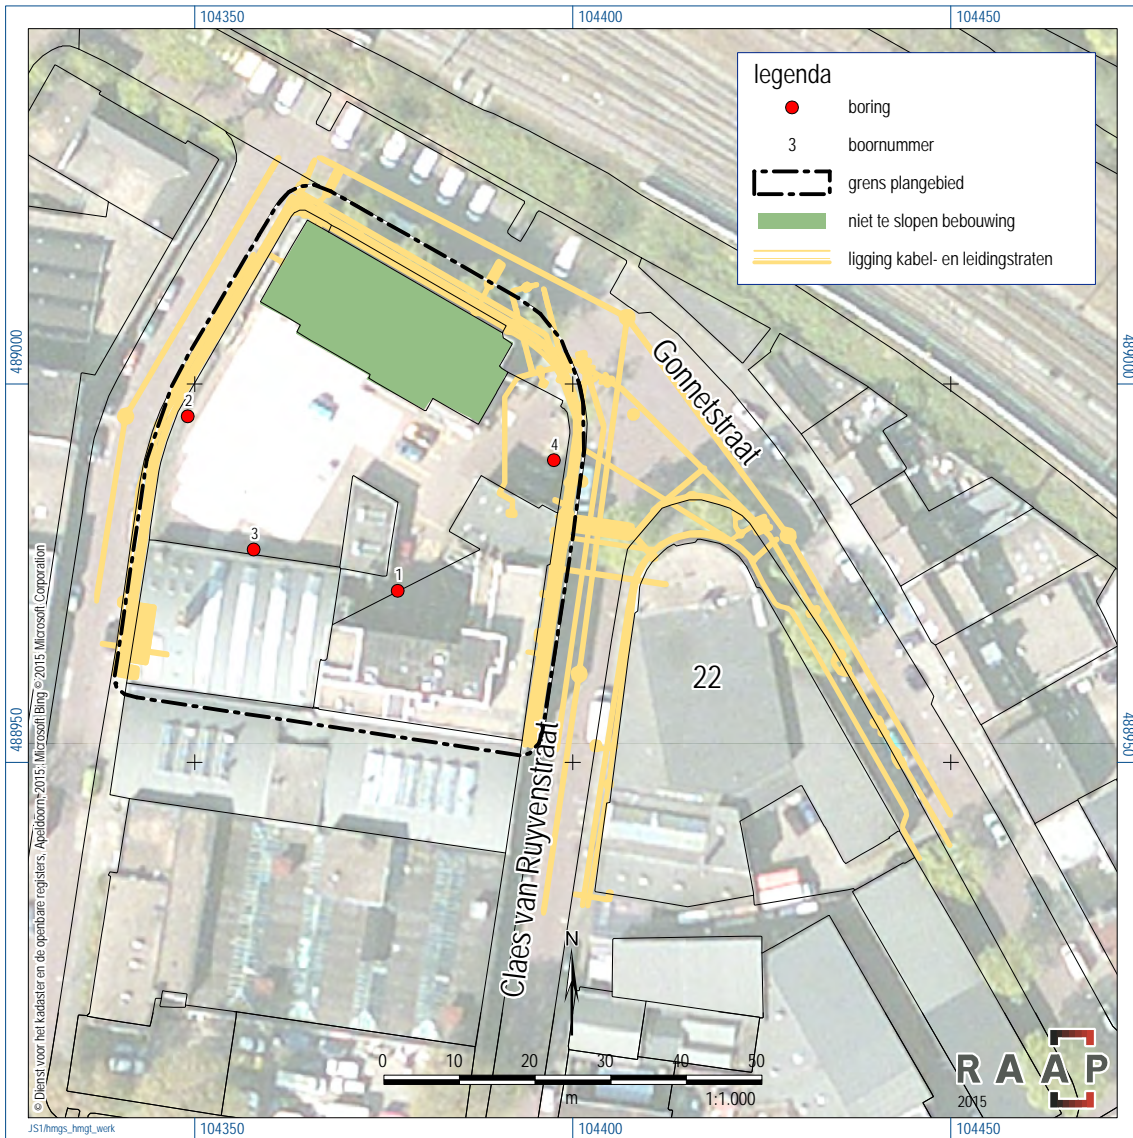 104350
104400
104450
legenda
boring
3
boornummer
grens plangebied
niet te slopen bebouwing
ligging kabel- en leidingstraten
489000
489000
Gonnetstraat
2
4
3
1
22
488950
488950
Claes van Ruyvenstraat
© Dienst voor het kadaster en de openbare registers, Apeldoorn, 2015; Microsoft Bing © 2015 Microsoft Corporation
N
0 10 20 30 40 50
m 1:1.000
RAAP
2015
JS1/hmgs_hmgt_werk
104350
104400
104450